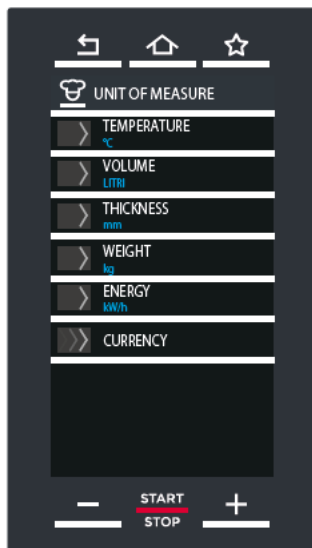 UNIT OF MEASURE
TEMPERATURE
°C
VOLUME
LITRI
THICKNESS
mm
WEIGHT
kg
ENERGY
kW/h
CURRENCY
START
STOP